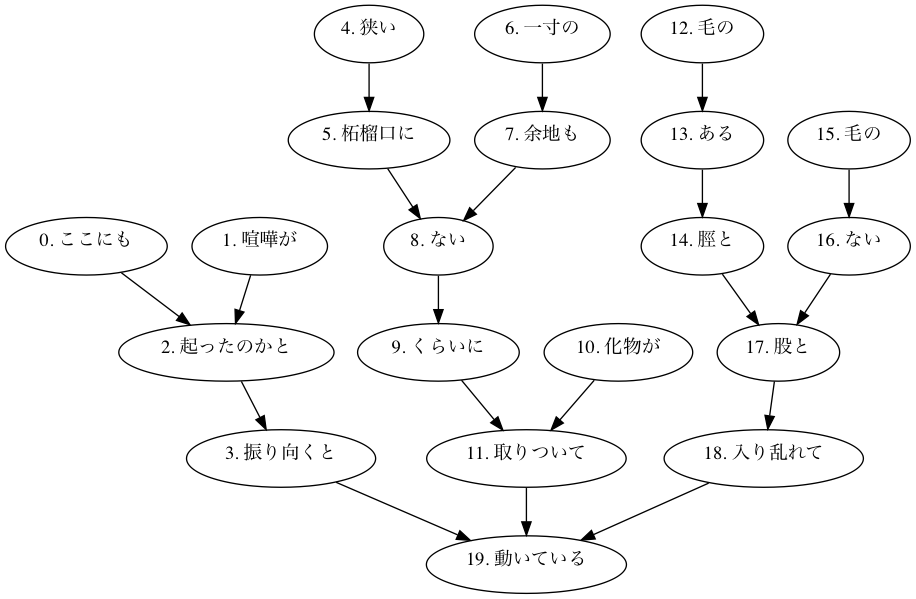 4. 狭い
6. 一寸の
12. 毛の
5. 柘榴口に
7. 余地も
13. ある
15. 毛の
0. ここにも
1. 喧嘩が
8. ない
14. 脛と
16. ない
2. 起ったのかと
9. くらいに
10. 化物が
17. 股と
3. 振り向くと
11. 取りついて
18. 入り乱れて
19. 動いている